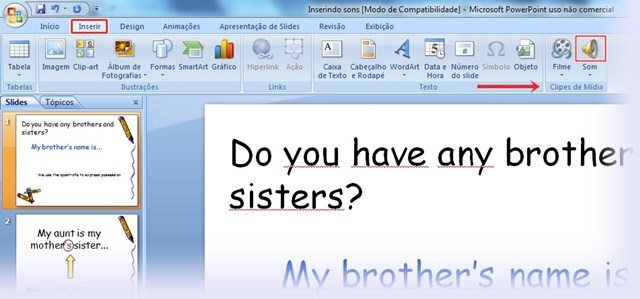 Inserindo sons [Modo de Compatibilidade] - Microsoft PowerPoint uso não comercial
Início Inserir Design Animações Apresentação de Slides Revisão Exibição
Tabela Imagem Clip-art Álbum de Fotografias Formas SmartArt Gráfico Hiperlink Ação Caixa de Texto Cabeçalho e Rodapé WordArt Data e Hora Número do slide Símbolo Objeto Filme Som
Tabelas Ilustrações Links Texto Clipes de Mídia
Slides Tópicos
1
Do you have any brothers and
sisters?
My brother's name is...
We use the apostrofe to express possession
2
My aunt is my
mother's sister...
Do you have any brother
sisters?
My brother's name is